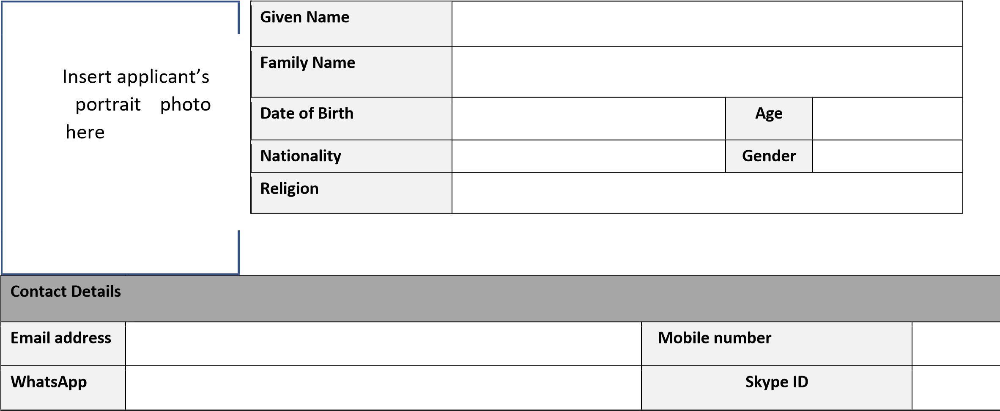 Insert applicant’s
portrait photo
here
Given Name
Family Name
Date of Birth
Age
Nationality
Gender
Religion
Contact Details
Email address
Mobile number
WhatsApp
Skype ID